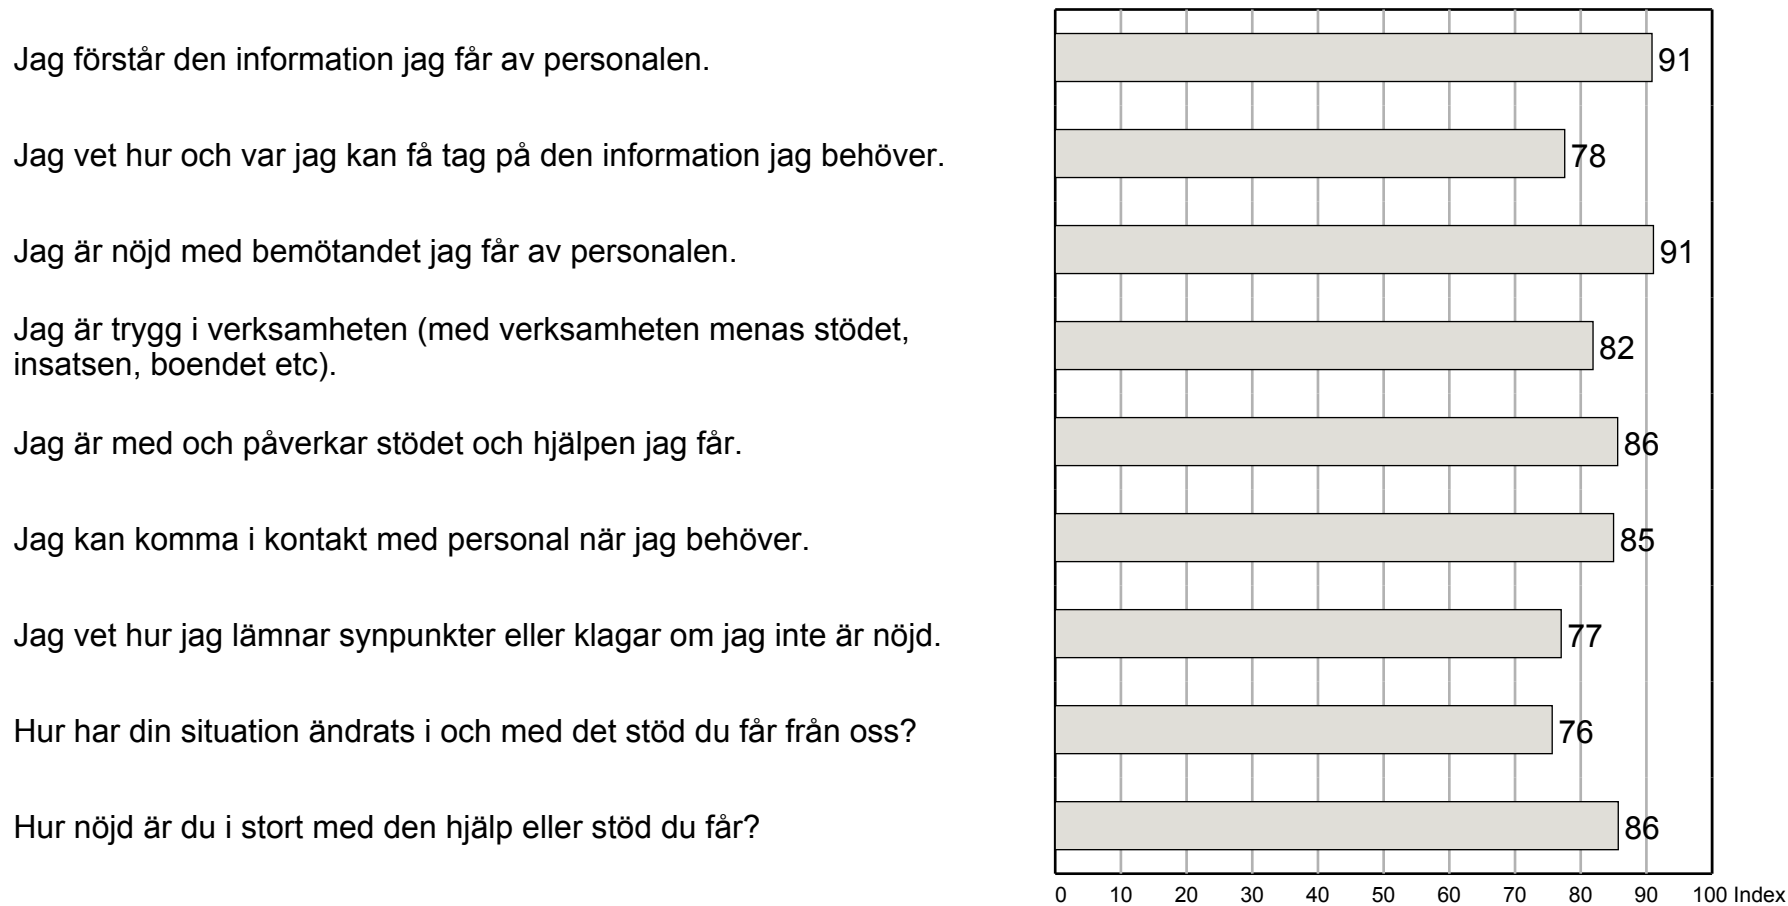 Jag förstår den information jag får av personalen.
91
Jag vet hur och var jag kan få tag på den information jag behöver.
78
Jag är nöjd med bemötandet jag får av personalen.
91
Jag är trygg i verksamheten (med verksamheten menas stödet,
insatsen, boendet etc).
82
Jag är med och påverkar stödet och hjälpen jag får.
86
Jag kan komma i kontakt med personal när jag behöver.
85
Jag vet hur jag lämnar synpunkter eller klagar om jag inte är nöjd.
77
Hur har din situation ändrats i och med det stöd du får från oss?
76
Hur nöjd är du i stort med den hjälp eller stöd du får?
86
0 10 20 30 40 50 60 70 80 90 100 Index